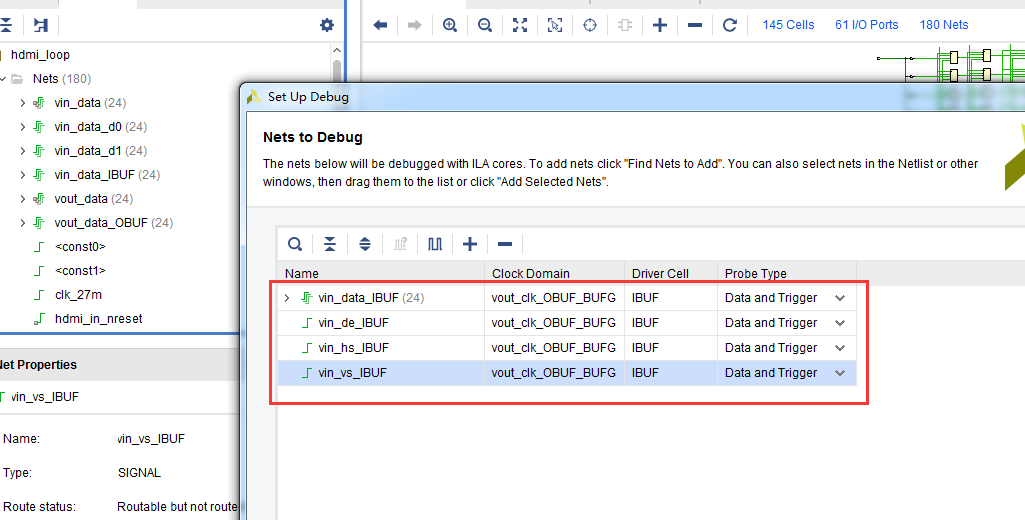 145 Cells 61 I/O Ports 180 Nets
hdmi_loop
Nets (180)
vin_data (24)
vin_data_d0 (24)
vin_data_d1 (24)
vin_data_IBUF (24)
vout_data (24)
vout_data_OBUF (24)
<const0>
<const1>
clk_27m
hdmi_in_nreset
Net Properties
vin_vs_IBUF
Name: vin_vs_IBUF
Type: SIGNAL
Route status: Routable but not route
Set Up Debug
Nets to Debug
The nets below will be debugged with ILA cores. To add nets click "Find Nets to Add". You can also select nets in the Netlist or other
windows, then drag them to the list or click "Add Selected Nets".
Name Clock Domain Driver Cell Probe Type
vin_data_IBUF (24) vout_clk_OBUF_BUFG IBUF Data and Trigger
vin_de_IBUF vout_clk_OBUF_BUFG IBUF Data and Trigger
vin_hs_IBUF vout_clk_OBUF_BUFG IBUF Data and Trigger
vin_vs_IBUF vout_clk_OBUF_BUFG IBUF Data and Trigger